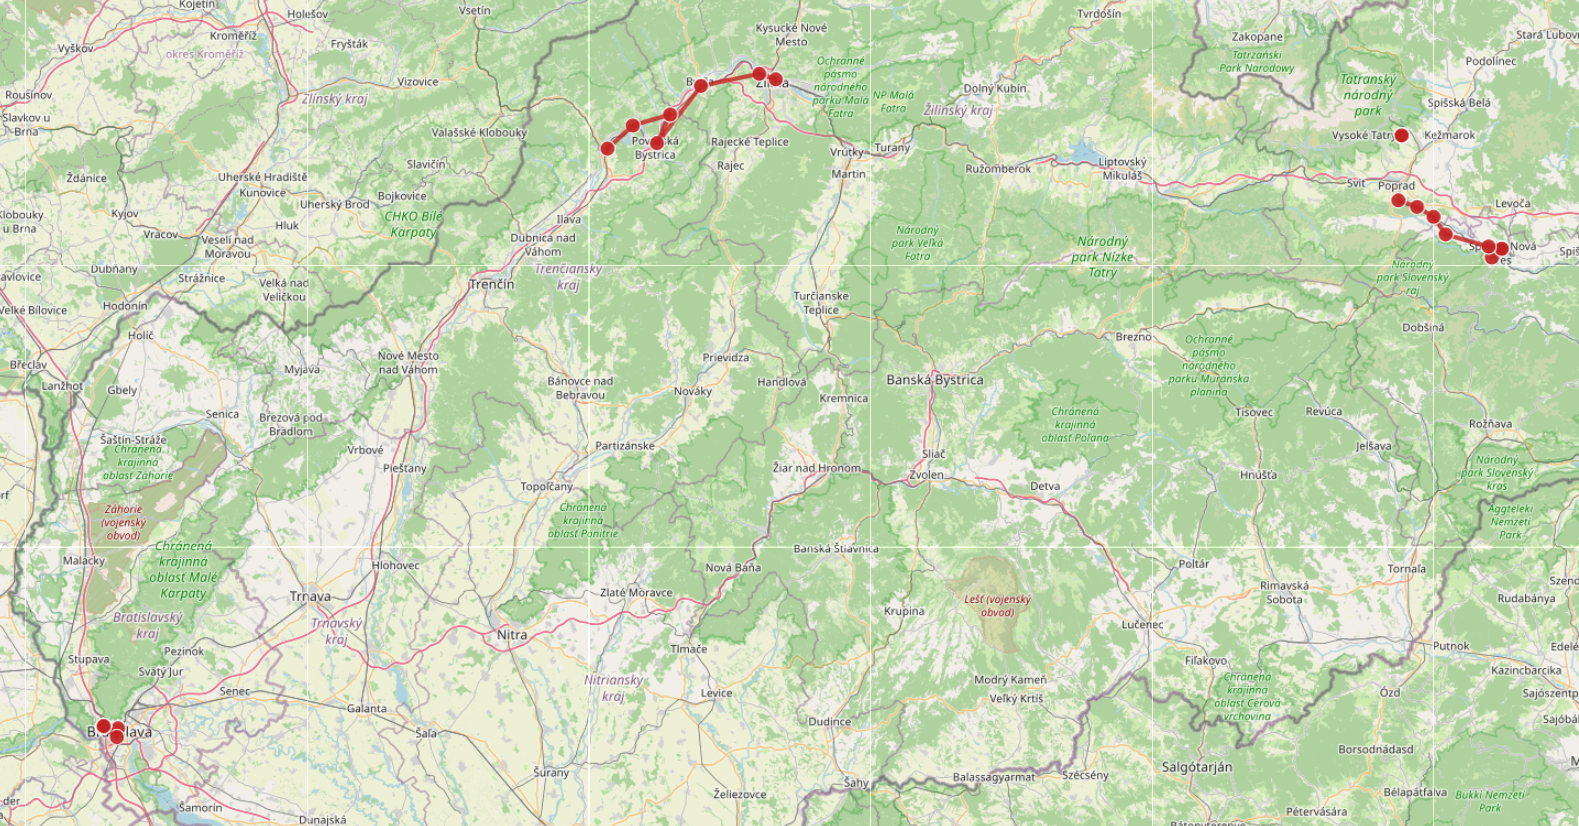 Kojetín
Holešov
Vsetín
Kysucké Nové
Mesto
Tvrdošín
Zakopane
Stará Ľubov
Vyškov
Kroměříž
okres Kroměříž
Fryšták
Tatrzański
Park Narodowy
Podolínec
Rousínov
Zlínský kraj
Vizovice
Ochranné
pásmo
národného
parku Malá
Fatra
NP Malá
Fatra
Dolný Kubín
Žilinský kraj
Tatranský
národný
park
Spišská Belá
Slavkov u
Brna
Valašské Klobouky
Rajecké Teplice
Vysoké Tatry
Kežmarok
Bystrica
Rajec
Vrútky
Martin
Turany
Ružomberok
Liptovský
Mikuláš
Ždánice
Slavičín
Svit
Poprad
Uherské Hradiště
Kunovice
Uherský Brod
Bojkovice
Levoča
Klobouky
u Brna
Kyjov
Hluk
CHKO Bílé
Karpaty
Ilava
Vracov
Veselí nad
Moravou
Dubnica nad
Váhom
Národný
park Veľká
Fatra
Národný
park Nízke
Tatry
Nová
Dubňany
Strážnice
Trenčín
Trenčiansky
kraj
Národný
park Slovenský
raj
Velká nad
Veličkou
Velké Bílovice
Hodonín
Turčianske
Teplice
Holíč
Dobšiná
Brezno
Břeclav
Lanžhot
Gbely
Myjava
Nové Mesto
nad Váhom
Bánovce nad
Bebravou
Prievidza
Nováky
Handlová
Kremnica
Banská Bystrica
Ochranné
pásmo
národného
parku Muránska
planina
Senica
Brezová pod
Bradlom
Chránená
krajinná
oblasť Poľana
Tisovec
Revúca
Rožňava
Šaštín-Stráže
Chránená
krajinná
oblasť Záhorie
Vrbové
Piešťany
Partizánske
Žiar nad Hronom
Sliač
Zvolen
Jelšava
Hnúšťa
Národný
park Slovenský
kras
Topoľčany
Detva
Záhorie
(vojenský
obvod)
Chránená
krajinná
oblasť Ponitrie
Aggteleki
Nemzeti
Park
Malacky
Chránená
krajinná
oblasť Malé
Karpaty
Hlohovec
Nová Baňa
Banská Štiavnica
Poltár
Tornaľa
Rimavská
Sobota
Trnava
Zlaté Moravce
Lešť (vojenský
obvod)
Krupina
Rudabánya
Bratislavský
kraj
Trnavský
kraj
Nitra
Lučenec
Pezinok
Tlmače
Putnok
Stupava
Svätý Jur
Fiľakovo
Kazincbarcika
Senec
Nitriansky
kraj
Levice
Modrý Kameň
Veľký Krtíš
Chránená
krajinná
oblasť Cerová
vrchovina
Ózd
Galanta
Šaľa
Dudince
Borsodnádasd
Šurany
Šahy
Balassagyarmat
Szécsény
Salgótarján
Želiezovce
Bélapátfalva
Bukki Nemzeti
Park
Šamorín
Dunajská
Pétervására